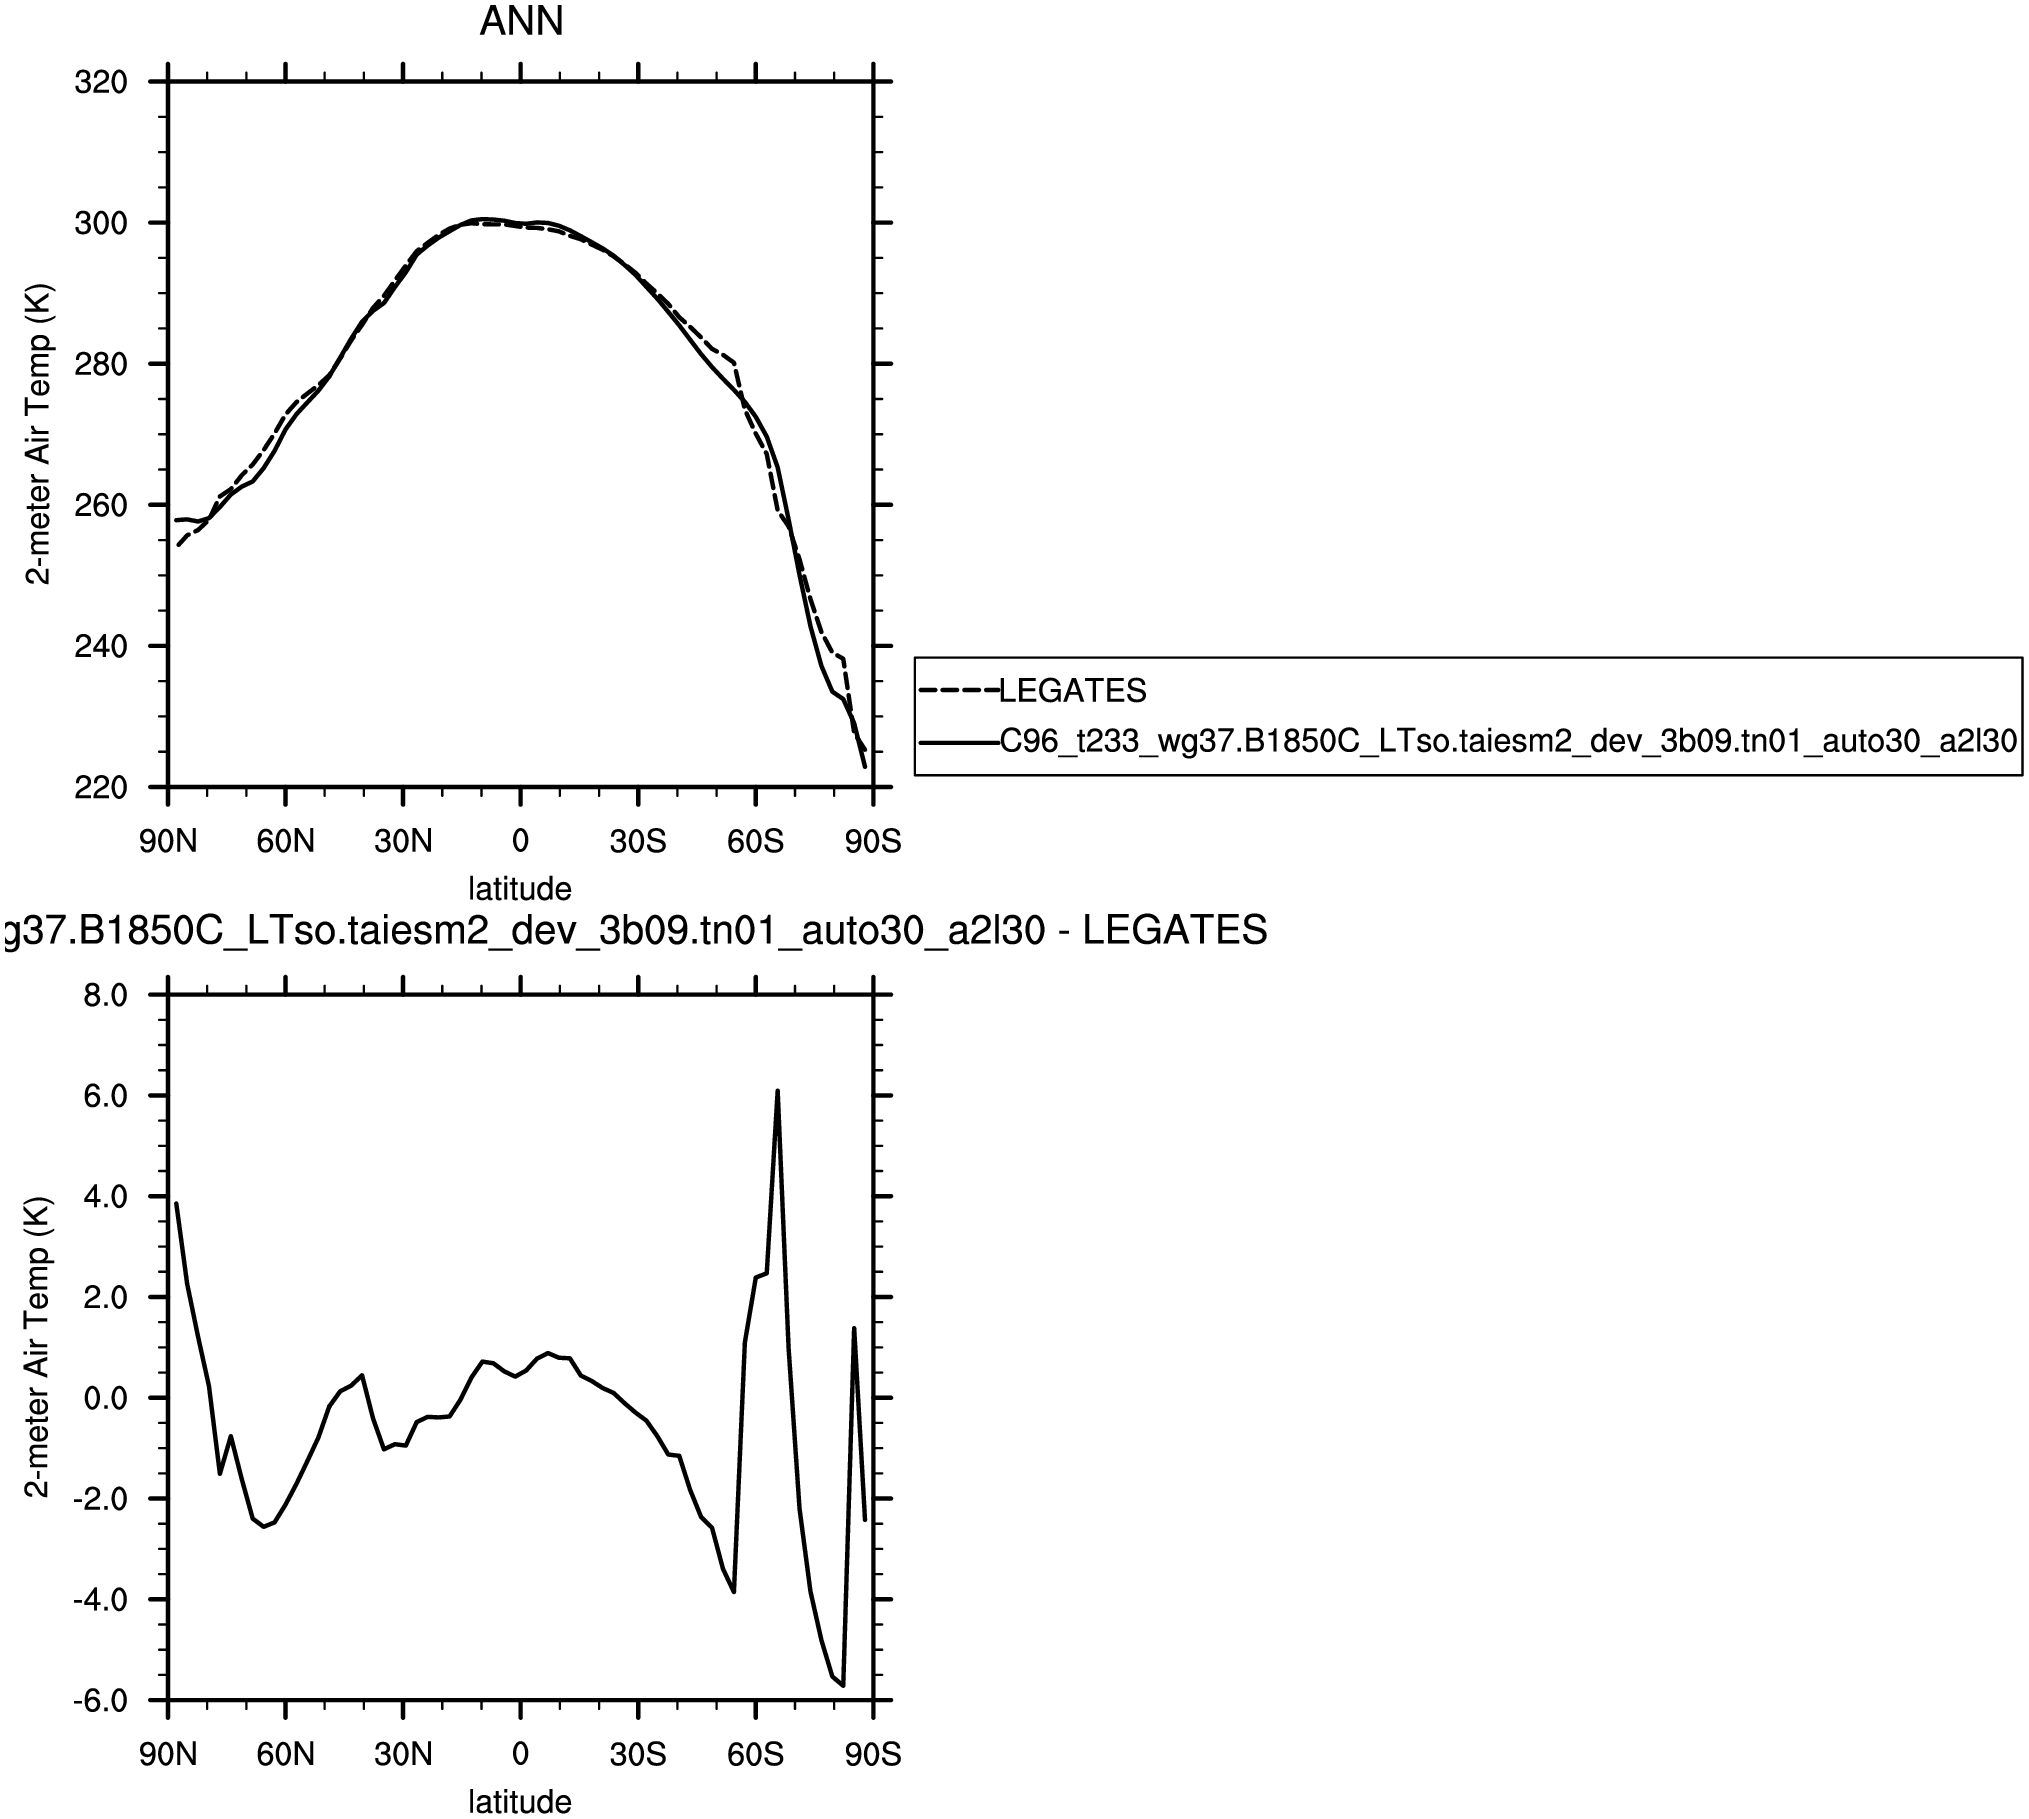 ANN
320
300
280
260
240
220
2-meter Air Temp (K)
90N 60N 30N 0 30S 60S 90S
latitude
LEGATES
C96_t233_wg37.B1850C_LTso.taiesm2_dev_3b09.tn01_auto30_a2l30
g37.B1850C_LTso.taiesm2_dev_3b09.tn01_auto30_a2l30 - LEGATES
8.0
6.0
4.0
2.0
0.0
-2.0
-4.0
-6.0
2-meter Air Temp (K)
90N 60N 30N 0 30S 60S 90S
latitude